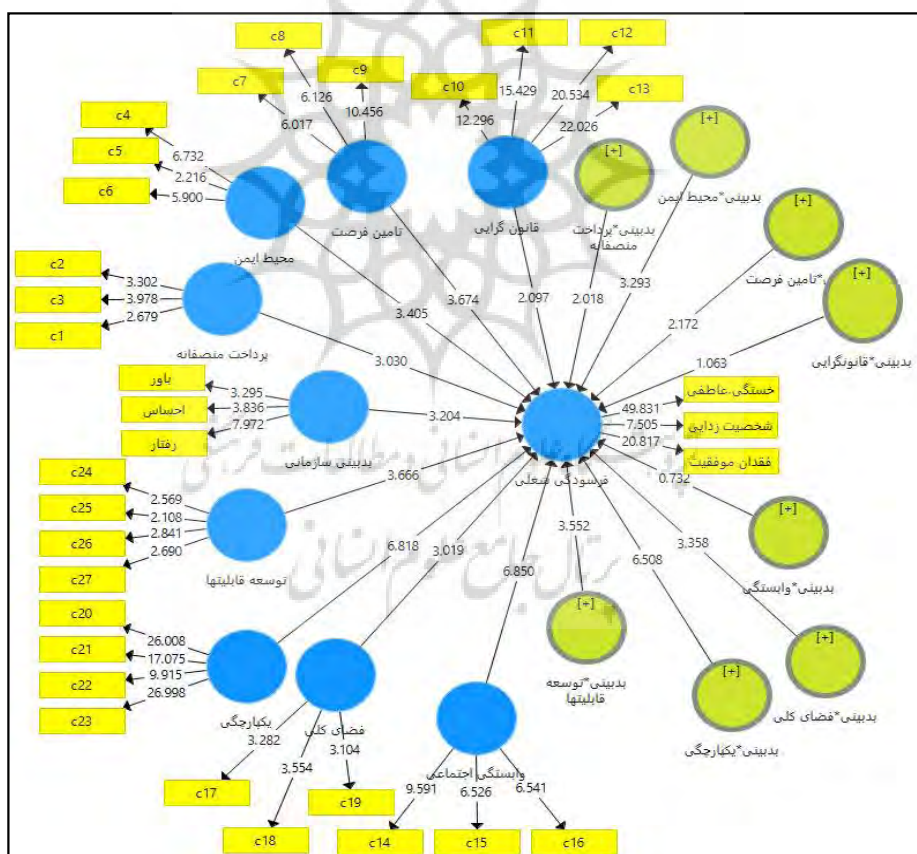 c8
c11
c12
c9
c7
6.126
10.456
6.017
c10
15.429
20.534
c13
12.296
22.026
c4
c5
c6
6.732
2.216
5.900
[+]
[+]
تامین فرصت
قانون گرایی
بدبینی*پرداخت
منصفانه
بدبینی*محیط ایمن
محیط ایمن
[+]
تامین فرصت*
c2
c3
c1
3.302
3.978
2.679
پرداخت منصفانه
[+]
بدبینی*قانونگرایی
3.030
3.405
3.674
2.097
2.018
3.293
2.172
1.063
باور
احساس
رفتار
3.295
3.836
7.972
بدبینی سازمانی
3.204
فرسودگی شغلی
49.831
7.505
20.817
خستگی.عاطفی
شخصیت زدایی
فقدان موفقیت
پژوهشگاه علوم انسانی و مطالعات فرهنگی
پرتال جامع علوم انسانی
c24
c25
c26
c27
2.569
2.108
2.841
2.690
توسعه قابلیتها
3.666
0.732
[+]
بدبینی*وابستگی
6.818
3.019
6.850
3.552
6.508
3.358
c20
c21
c22
c23
26.008
17.075
9.915
26.998
یکپارچگی
فضای کلی
[+]
بدبینی*توسعه
قابلیتها
[+]
بدبینی*فضای کلی
[+]
بدبینی*یکپارچگی
3.282
3.554
3.104
c17
c18
c19
وابستگی اجتماعی
9.591
6.526
6.541
c14
c15
c16